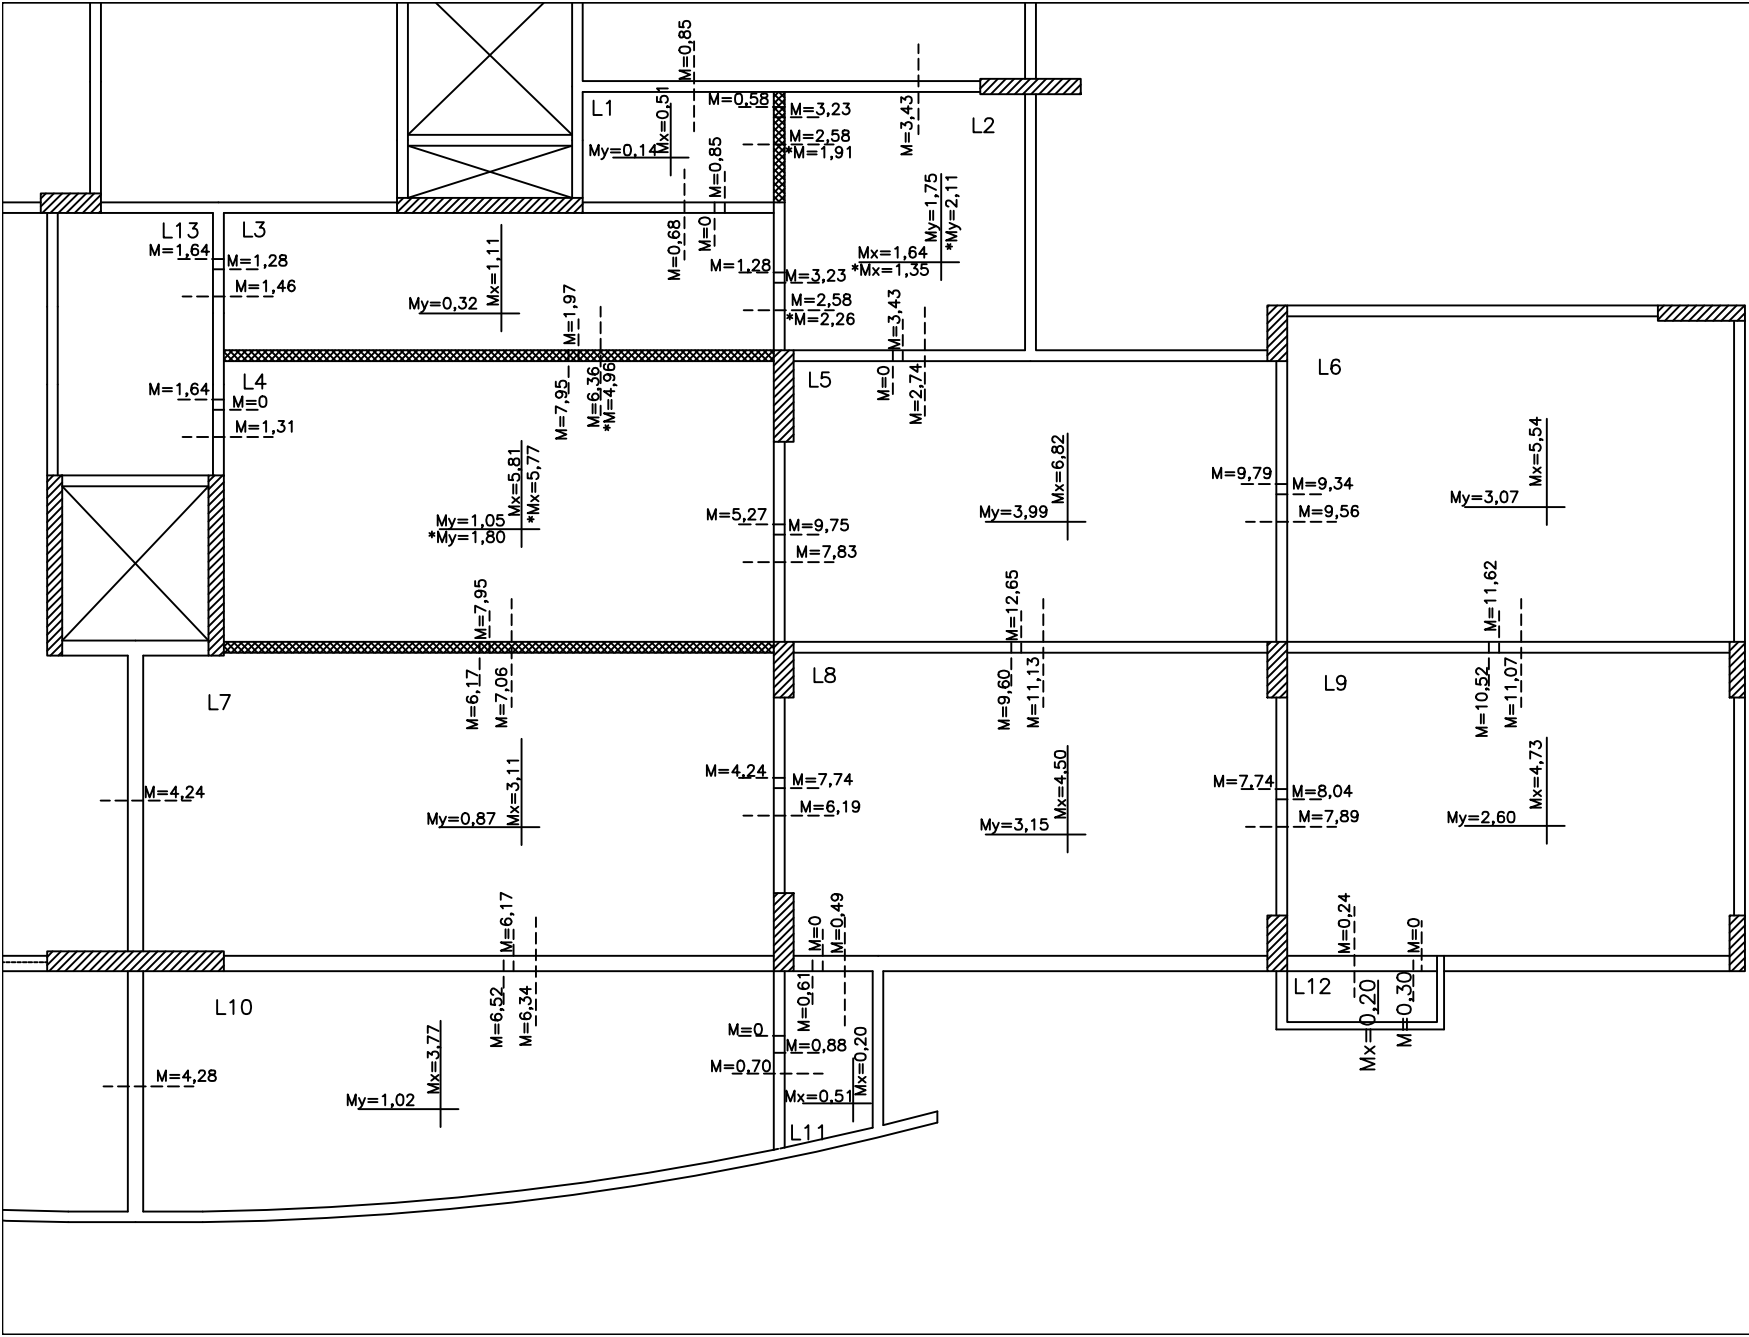 M=0,85
L1
Mx=0,51
My=0,14
M=0,58
M=3,23
M=2,58
*M=1,91
M=3,43
L2
M=0,85
M=0,68
M=0
My=1,75
*My=2,11
Mx=1,64
*Mx=1,35
L13
L3
M=1,64
M=1,28
M=1,46
Mx=1,11
My=0,32
M=1,28
M=3,23
M=2,58
*M=2,26
M=1,97
M=7,95
M=6,36
*M=4,96
M=3,43
M=0
M=2,74
L4
M=1,64
M=0
M=1,31
L5
L6
Mx=5,81
*Mx=5,77
My=1,05
*My=1,80
M=5,27
M=9,75
M=7,83
Mx=6,82
My=3,99
M=9,79
M=9,34
M=9,56
Mx=5,54
My=3,07
M=7,95
M=6,17
M=7,06
M=12,65
M=9,60
M=11,13
M=11,62
M=10,52
M=11,07
L7
L8
L9
M=4,24
Mx=3,11
My=0,87
M=4,24
M=7,74
M=6,19
Mx=4,50
My=3,15
M=7,74
M=8,04
M=7,89
Mx=4,73
My=2,60
M=6,17
M=6,52
M=6,34
M=0
M=0,49
M=0,61
M=0,24
M=0
L10
L12
Mx=0,20
M=0,30
M=4,28
Mx=3,77
My=1,02
M=0
M=0,88
M=0,70
Mx=0,20
Mx=0,51
L11